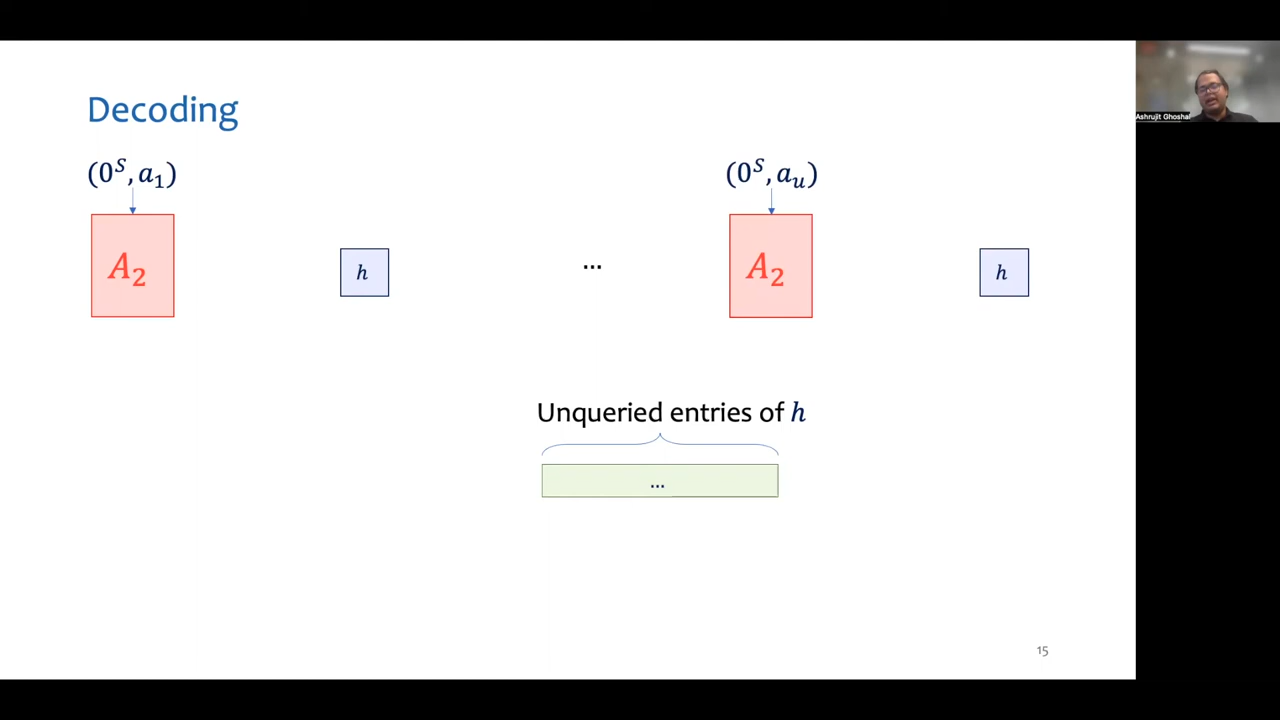 Decoding
(0^S, a_1)
(0^S, a_u)
A_2
h
...
A_2
h
Unqueried entries of h
...
15
Ashrujit Ghoshal